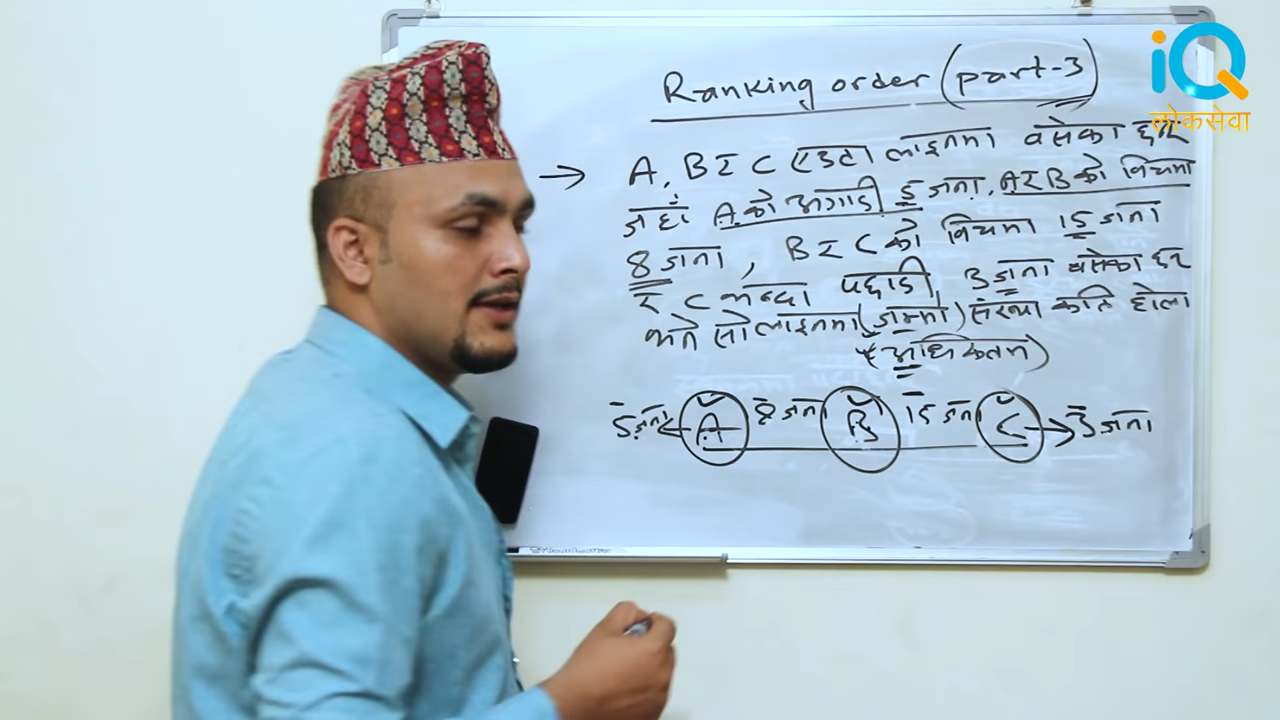 iQ
लोकसेवा
Ranking order (part-3)
→ A, B र C एउटा लाइनमा बसेका छन्
जहाँ A को अगाडी 5 जना, A र B को बिचमा
8 जना, B र C को बिचमा 15 जना
र C भन्दा पछाडी 3 जना बसेका छन्
भने सो लाइनमा (जम्मा) संख्या कति होला
(अधिकतम)
5 जना A 8 जना B 15 जना C 3 जना